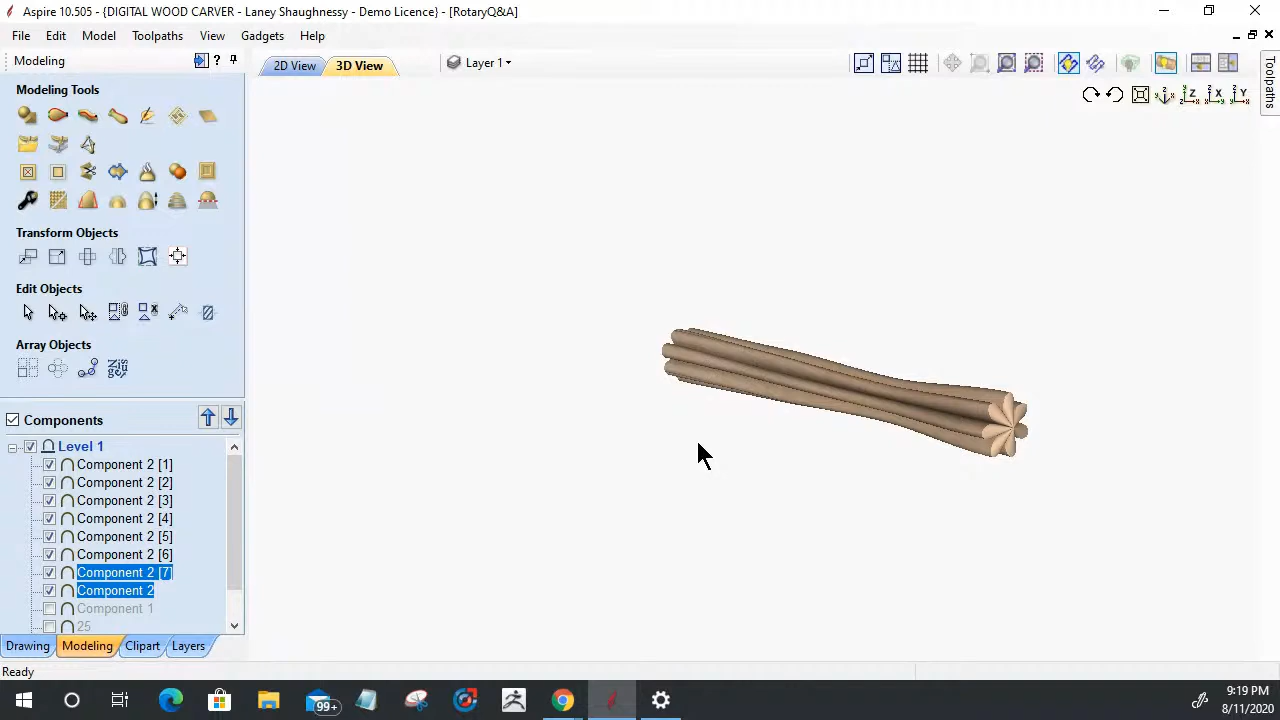 Aspire 10.505 - {DIGITAL WOOD CARVER - Laney Shaughnessy - Demo Licence} - [RotaryQ&A]
File Edit Model Toolpaths View Gadgets Help
Modeling
2D View 3D View Layer 1
Toolpaths
Modeling Tools
Z X Y
Transform Objects
Edit Objects
Array Objects
Components
Level 1
Component 2 [1]
Component 2 [2]
Component 2 [3]
Component 2 [4]
Component 2 [5]
Component 2 [6]
Component 2 [7]
Component 2
Component 1
25
Drawing Modeling Clipart Layers
Ready
99+
9:19 PM
8/11/2020